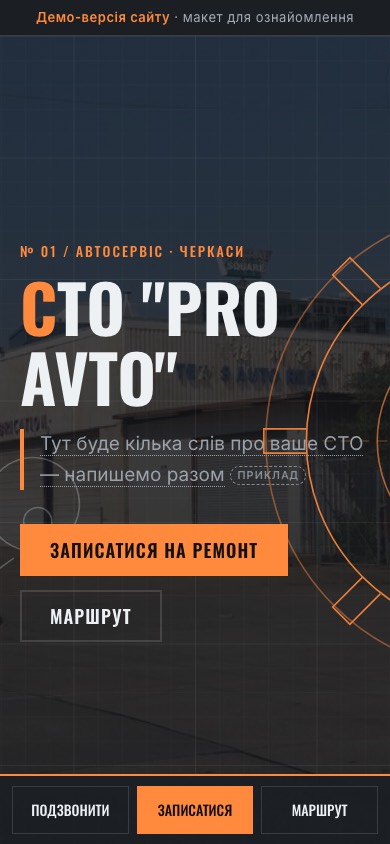 Демо-версія сайту · макет для ознайомлення
№ 01 / АВТОСЕРВІС · ЧЕРКАСИ
СТО "PRO
AVTO"
Тут буде кілька слів про ваше СТО
— напишемо разом ПРИКЛАД
ЗАПИСАТИСЯ НА РЕМОНТ
МАРШРУТ
ПОДЗВОНИТИ ЗАПИСАТИСЯ МАРШРУТ